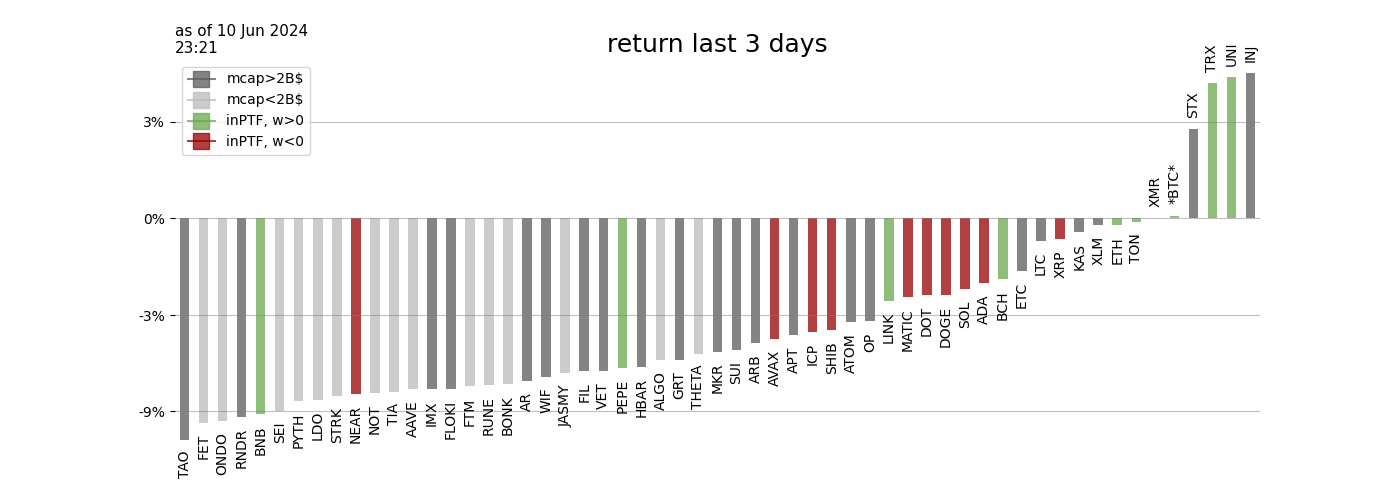 as of 10 Jun 2024
23:21
return last 3 days
mcap>2B$
mcap<2B$
inPTF, w>0
inPTF, w<0
3%
0%
-3%
-9%
TAO
FET
ONDO
RNDR
BNB
SEI
PYTH
LDO
STRK
NEAR
NOT
TIA
AAVE
IMX
FLOKI
FTM
RUNE
BONK
AR
WIF
JASMY
FIL
VET
PEPE
HBAR
ALGO
GRT
THETA
MKR
SUI
ARB
AVAX
APT
ICP
SHIB
ATOM
OP
LINK
MATIC
DOT
DOGE
SOL
ADA
BCH
ETC
LTC
XRP
KAS
XLM
ETH
TON
XMR
*BTC*
STX
TRX
UNI
INJ